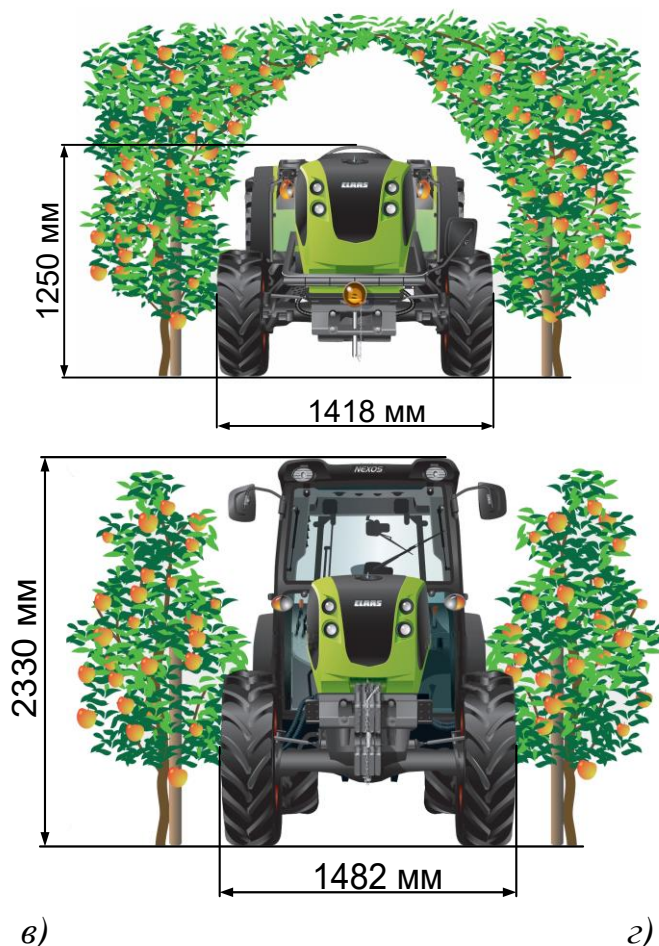 CLAAS
1250 мм
1418 мм
NEXOS
CLAAS
2330 мм
1482 мм
в) г)